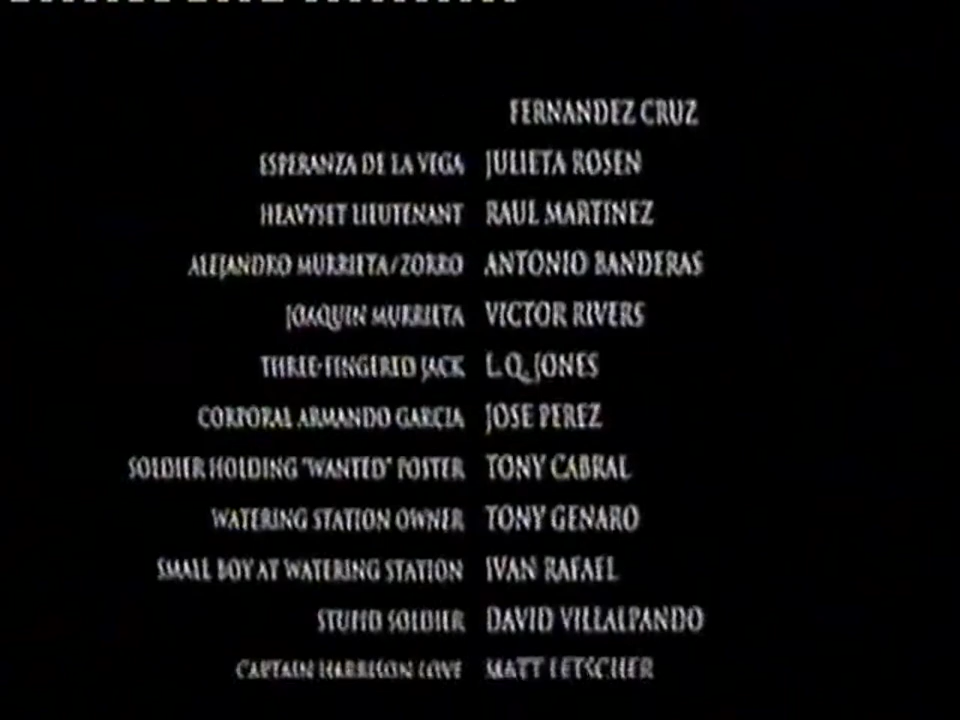 FERNANDEZ CRUZ
ESPERANZA DE LA VEGA JULIETA ROSEN
HEAVYSET LIEUTENANT RAUL MARTINEZ
ALEJANDRO MURRIETA/ZORRO ANTONIO BANDERAS
JOAQUIN MURRIETA VICTOR RIVERS
THREE-FINGERED JACK L.Q. JONES
CORPORAL ARMANDO GARCIA JOSE PEREZ
SOLDIER HOLDING "WANTED" POSTER TONY CABRAL
WATERING STATION OWNER TONY GENARO
SMALL BOY AT WATERING STATION IVAN RAFAEL
STUPID SOLDIER DAVID VILLALPANDO
CAPTAIN HARRISON LOVE MATT LETSCHER